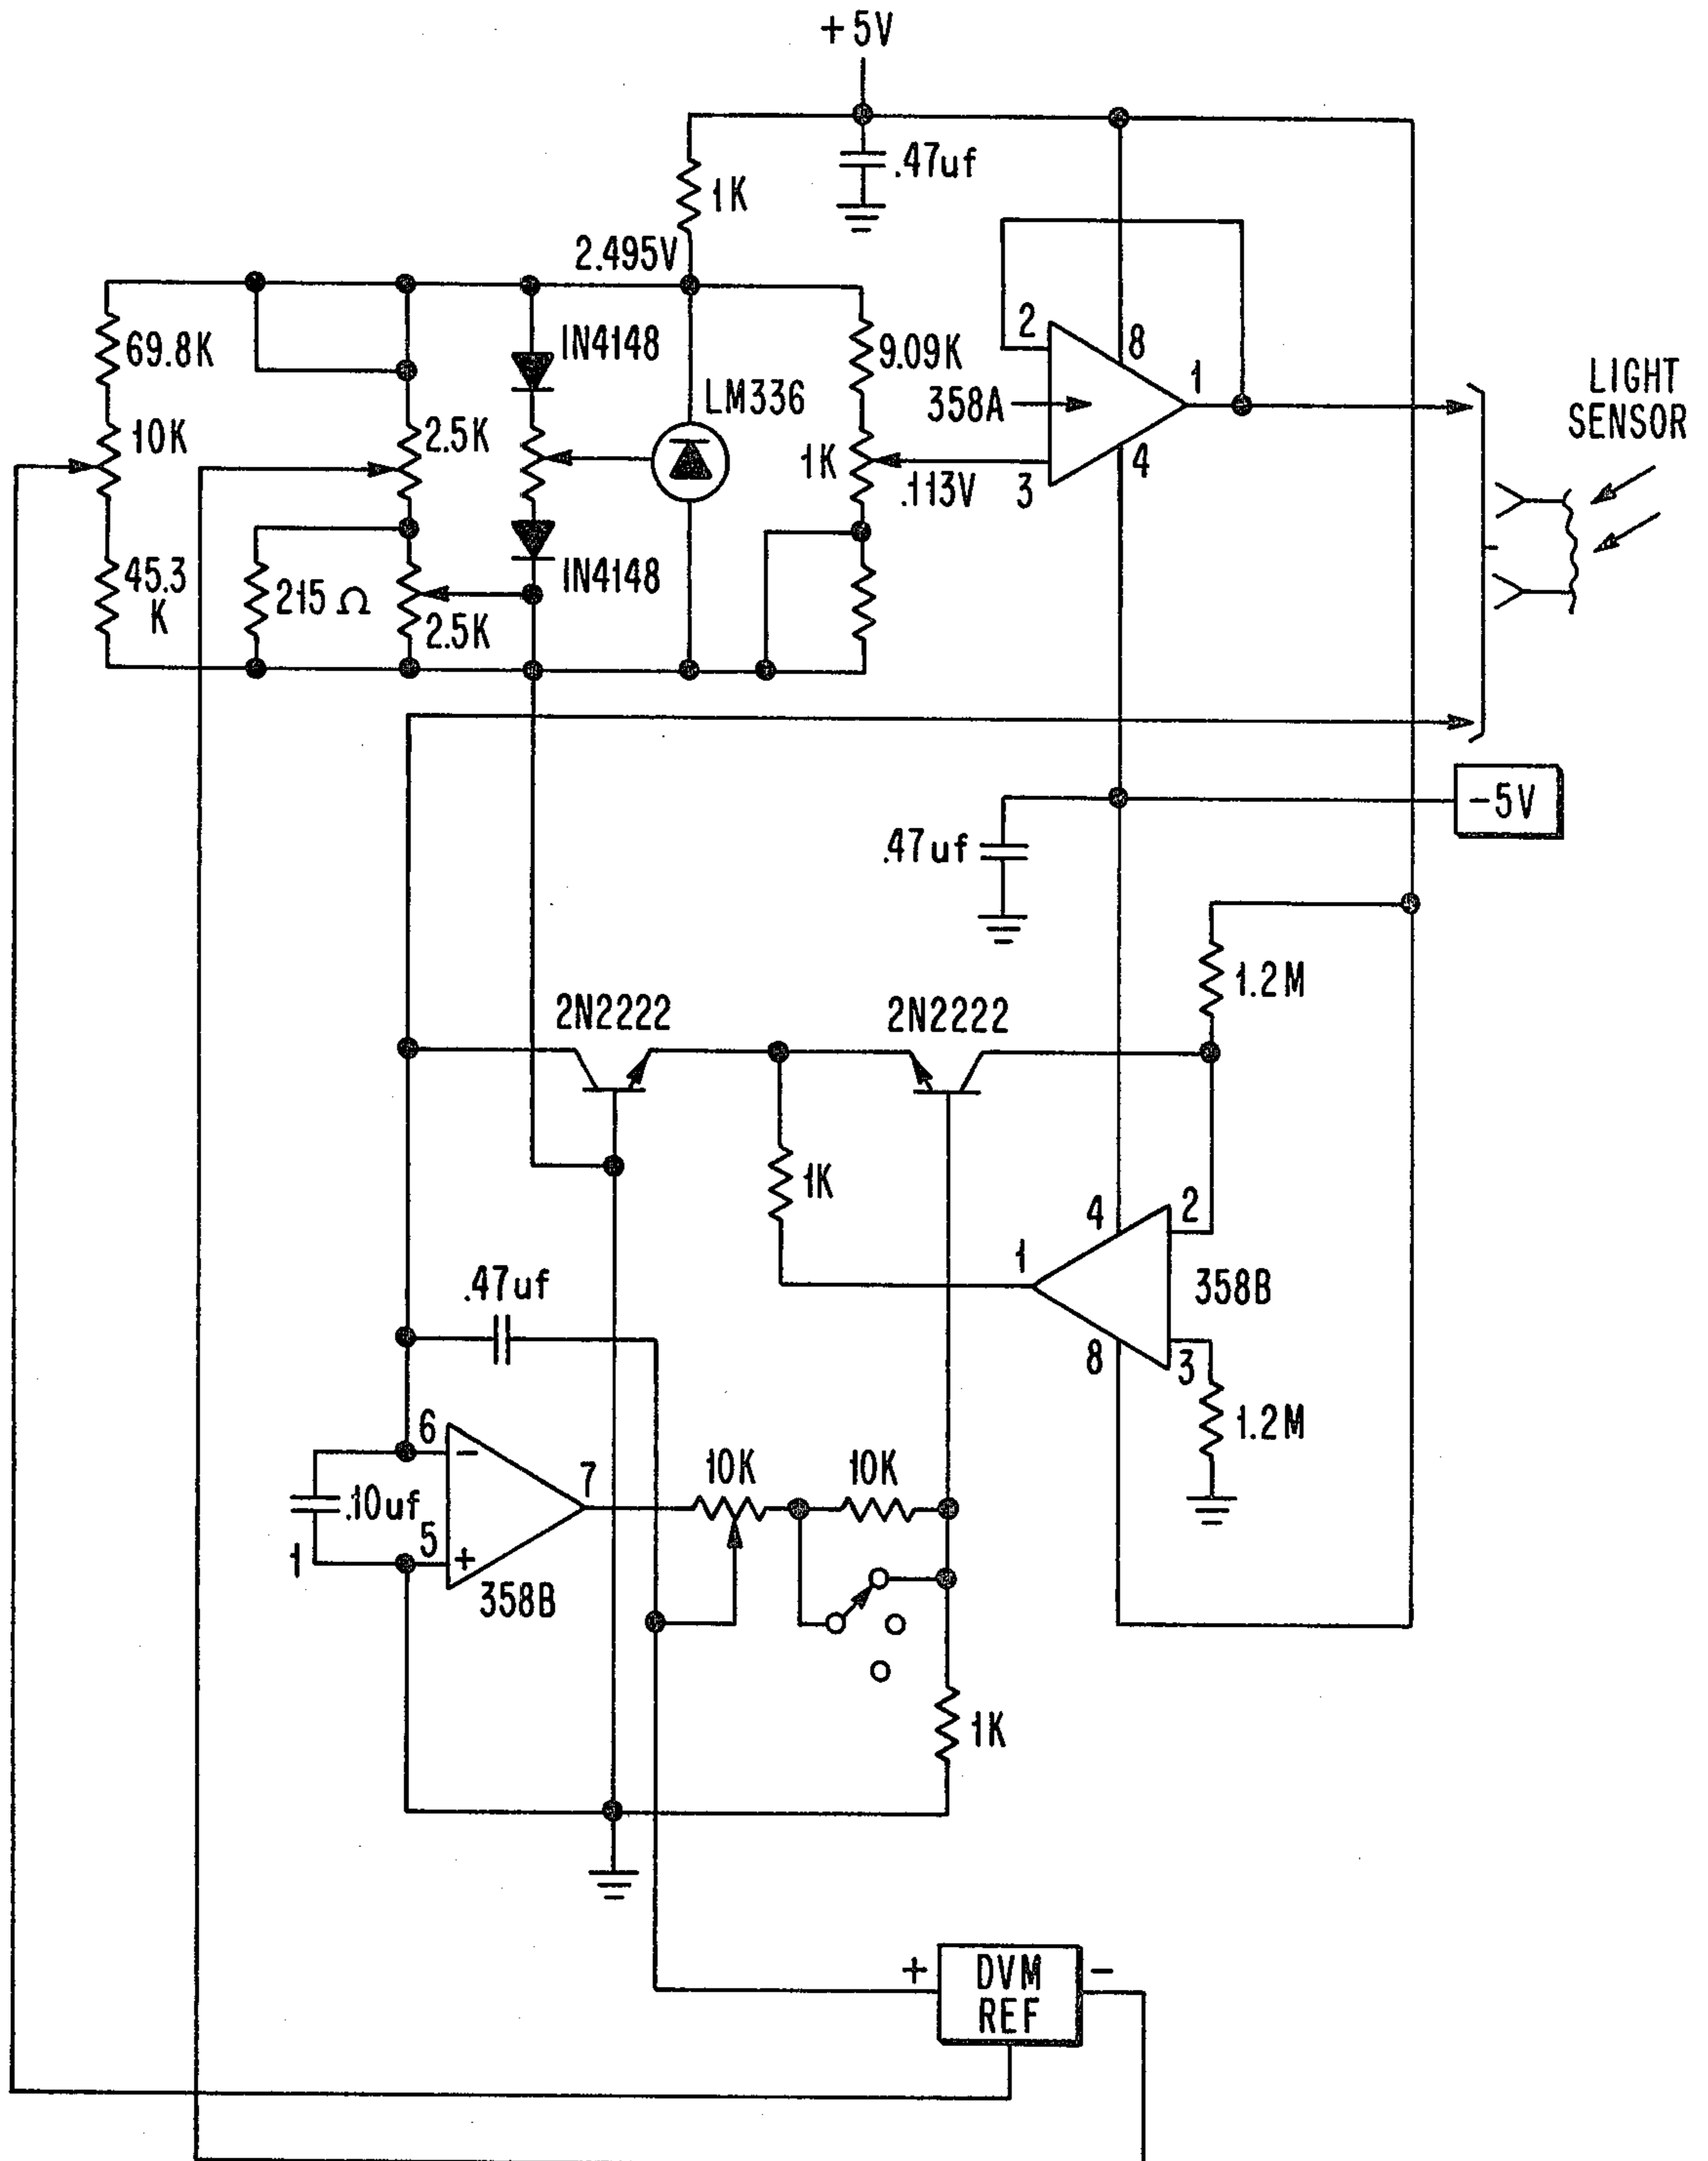 +5V
.47uf
1K
2.495V
69.8K
IN4148
9.09K
2
8
1
LM336
358A
LIGHT
SENSOR
10K
2.5K
1K
.113V
3
4
45.3
K
215 Ω
IN4148
2.5K
-5V
.47uf
1.2M
2N2222
2N2222
1K
4
2
1
358B
.47uf
8
3
1.2M
6
-
7
10K
10K
.10uf
5
+
1
358B
1K
+
DVM
REF
-